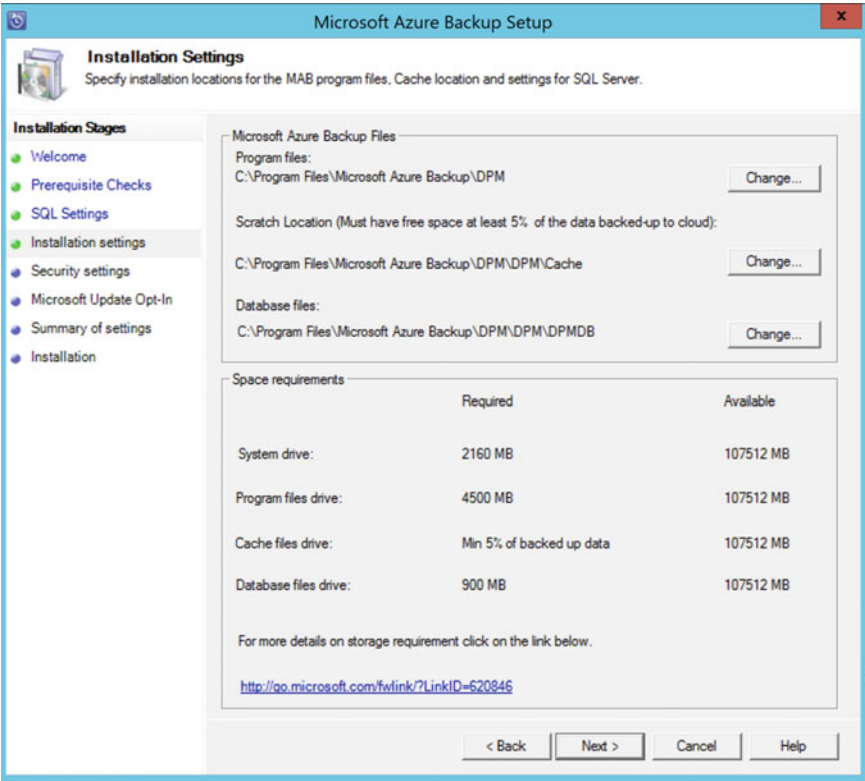 Microsoft Azure Backup Setup
x
Installation Settings
Specify installation locations for the MAB program files, Cache location and settings for SQL Server.
Installation Stages
Welcome
Prerequisite Checks
SQL Settings
Installation settings
Security settings
Microsoft Update Opt-In
Summary of settings
Installation
Microsoft Azure Backup Files
Program files:
C:\Program Files\Microsoft Azure Backup\DPM
Change...
Scratch Location (Must have free space at least 5% of the data backed-up to cloud):
C:\Program Files\Microsoft Azure Backup\DPM\DPM\Cache
Change...
Database files:
C:\Program Files\Microsoft Azure Backup\DPM\DPM\DPMDB
Change...
Space requirements
Required Available
System drive: 2160 MB 107512 MB
Program files drive: 4500 MB 107512 MB
Cache files drive: Min 5% of backed up data 107512 MB
Database files drive: 900 MB 107512 MB
For more details on storage requirement click on the link below.
http://go.microsoft.com/fwlink/?LinkID=620846
< Back Next > Cancel Help